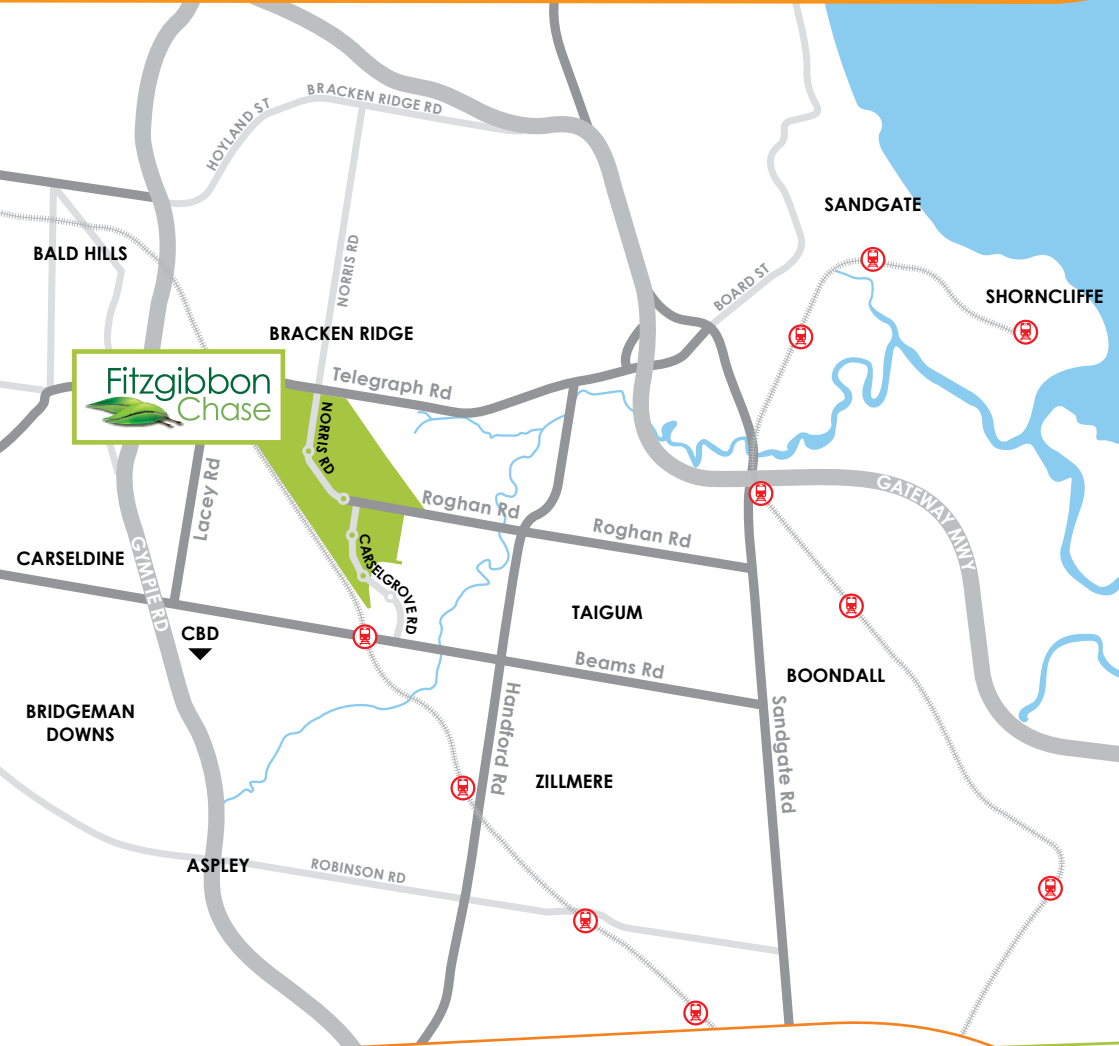 BRACKEN RIDGE RD
HOYLAND ST
SANDGATE
BALD HILLS
NORRIS RD
BOARD ST
SHORNCLIFFE
BRACKEN RIDGE
Fitzgibbon
Chase
Telegraph Rd
NORRIS RD
Lacey Rd
Roghan Rd
Roghan Rd
GATEWAY MWY
CARSELDINE
GYMPIE RD
CARSELGROVE RD
TAIGUM
CBD
Beams Rd
BOONDALL
BRIDGEMAN
DOWNS
Handford Rd
Sandgate Rd
ZILLMERE
ASPLEY
ROBINSON RD